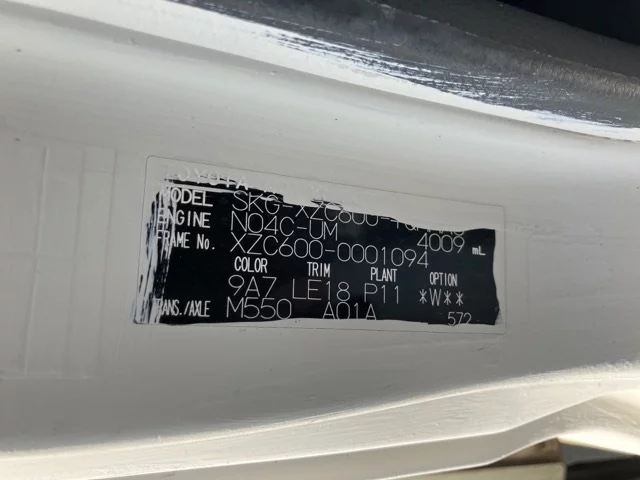 TOYOTA
MODEL SKG-XZC600-
ENGINE N04C-UM 4009 mL
FRAME No. XZC600-0001094
COLOR TRIM PLANT OPTION
9A7 LE18 P11 *W**
TRANS./AXLE M550 A01A 572